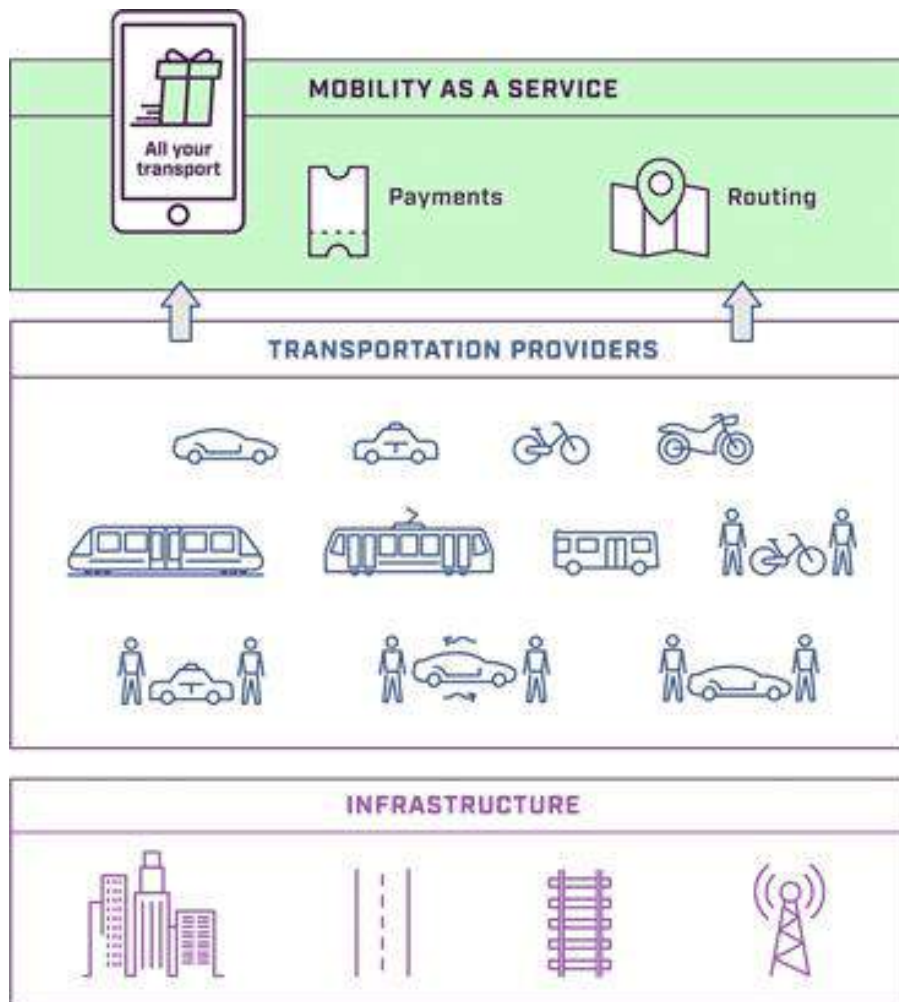 MOBILITY AS A SERVICE
All your
transport
Payments
Routing
TRANSPORTATION PROVIDERS
INFRASTRUCTURE